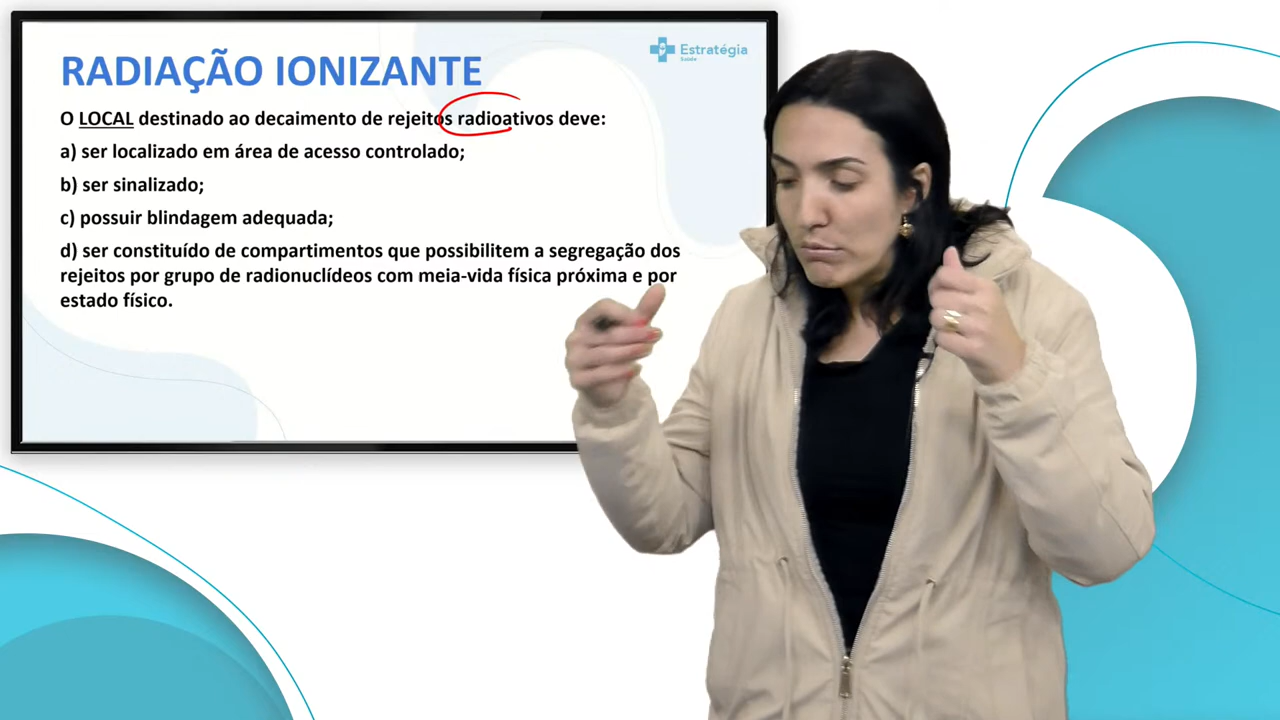 RADIAÇÃO IONIZANTE
Estratégia
Saúde
O LOCAL destinado ao decaimento de rejeitos radioativos deve:
a) ser localizado em área de acesso controlado;
b) ser sinalizado;
c) possuir blindagem adequada;
d) ser constituído de compartimentos que possibilitem a segregação dos
rejeitos por grupo de radionuclídeos com meia-vida física próxima e por
estado físico.